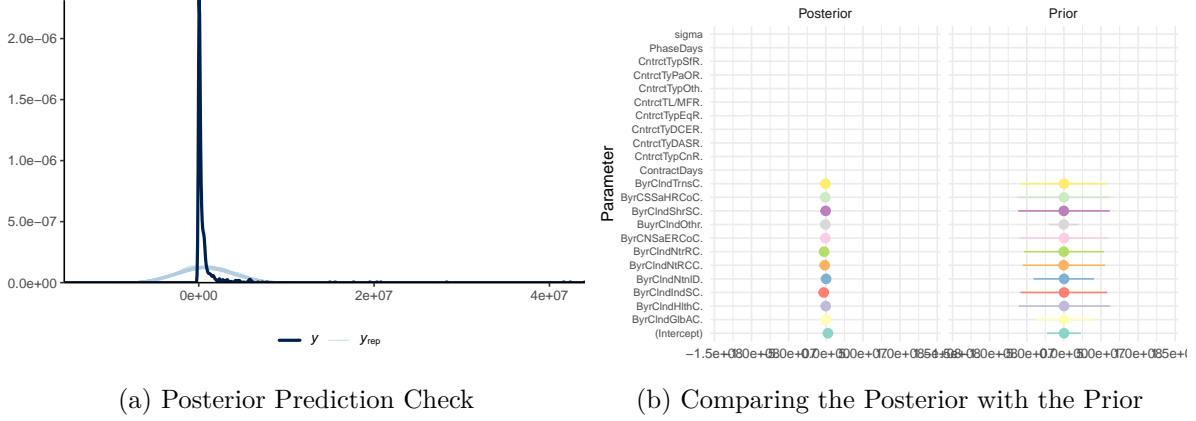 2.0e−06
1.5e−06
1.0e−06
5.0e−07
0.0e+00
0e+00 2e+07 4e+07
y yrep
(a) Posterior Prediction Check
Posterior Prior
Parameter
sigma
PhaseDays
CntrctTypSfR.
CntrctTyPaOR.
CntrctTypOth.
CntrctTL/MFR.
CntrctTypEqR.
CntrctTyDCER.
CntrctTyDASR.
CntrctTypCnR.
ContractDays
ByrClndTrnsC.
ByrCSSaHRCoC.
ByrClndShrSC.
BuyrClndOthr.
ByrCNSaERCoC.
ByrClndNtrRC.
ByrClndNtRCC.
ByrClndNtnlD.
ByrClndIndSC.
ByrClndHlthC.
ByrClndGlbAC.
(Intercept)
(b) Comparing the Posterior with the Prior